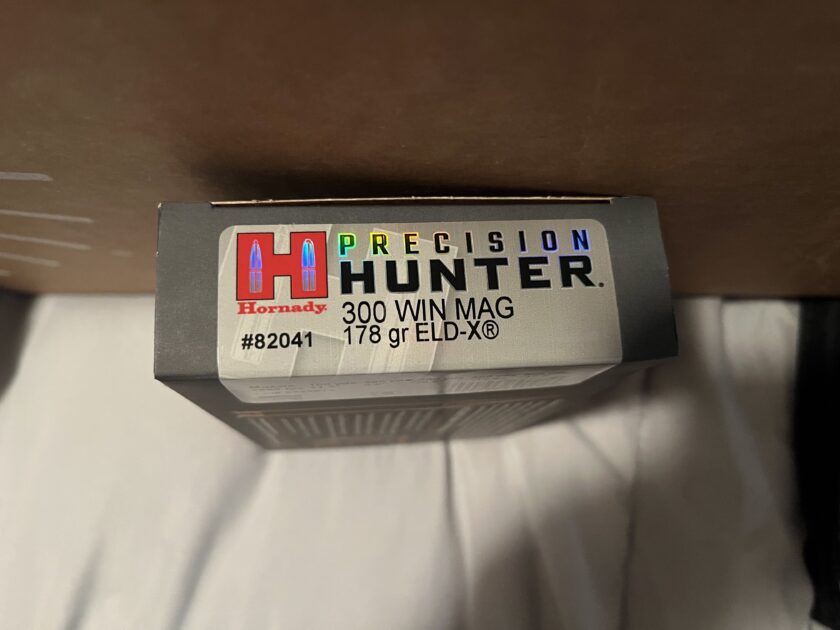 H
Hornady.
PRECISION
HUNTER.
300 WIN MAG
#82041
178 gr ELD-X®